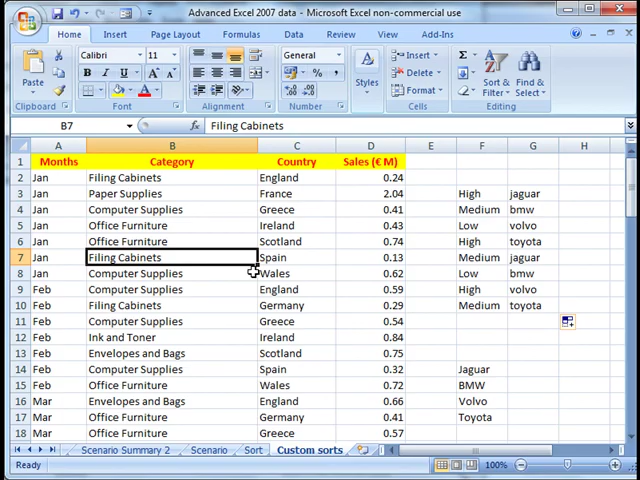 Advanced Excel 2007 data - Microsoft Excel non-commercial use
Home Insert Page Layout Formulas Data Review View Add-Ins
Calibri 11 General Insert Σ
Paste B I U A % , Styles Delete Sort & Filter Find & Select
Format
Clipboard Font Alignment Number Cells Editing
B7 fx Filing Cabinets
A B C D E F G H
1 Months Category Country Sales (€ M)
2 Jan Filing Cabinets England 0.24
3 Jan Paper Supplies France 2.04 High jaguar
4 Jan Computer Supplies Greece 0.41 Medium bmw
5 Jan Office Furniture Ireland 0.43 Low volvo
6 Jan Office Furniture Scotland 0.74 High toyota
7 Jan Filing Cabinets Spain 0.13 Medium jaguar
8 Jan Computer Supplies Wales 0.62 Low bmw
9 Feb Computer Supplies England 0.59 High volvo
10 Feb Filing Cabinets Germany 0.29 Medium toyota
11 Feb Computer Supplies Greece 0.54
12 Feb Ink and Toner Ireland 0.84
13 Feb Envelopes and Bags Scotland 0.75
14 Feb Computer Supplies Spain 0.32 Jaguar
15 Feb Office Furniture Wales 0.72 BMW
16 Mar Envelopes and Bags England 0.66 Volvo
17 Mar Office Furniture Germany 0.41 Toyota
18 Mar Office Furniture Greece 0.57
Scenario Summary 2 Scenario Sort Custom sorts
Ready 100%